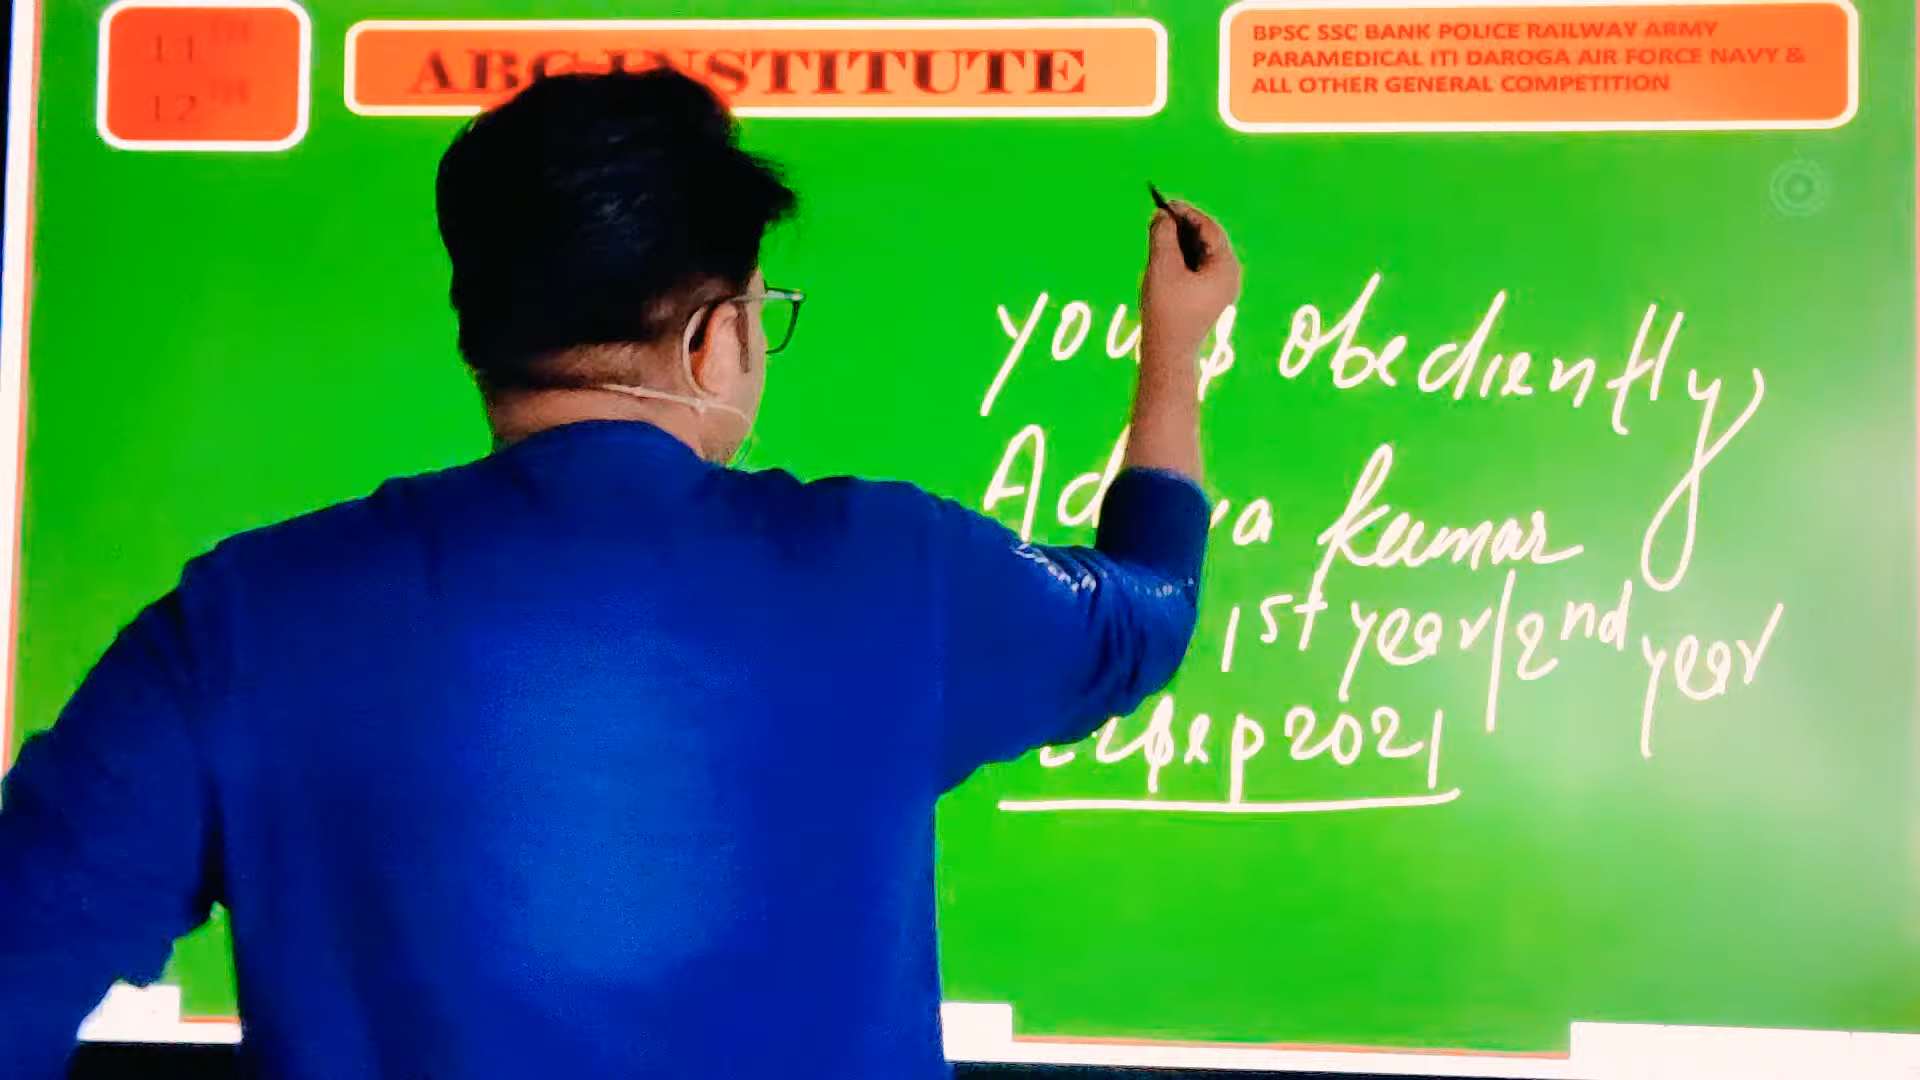 11TH
12TH
ABC INSTITUTE
BPSC SSC BANK POLICE RAILWAY ARMY
PARAMEDICAL ITI DAROGA AIR FORCE NAVY &
ALL OTHER GENERAL COMPETITION
obediently,
kumar
1st year/2nd year
Sep 2021